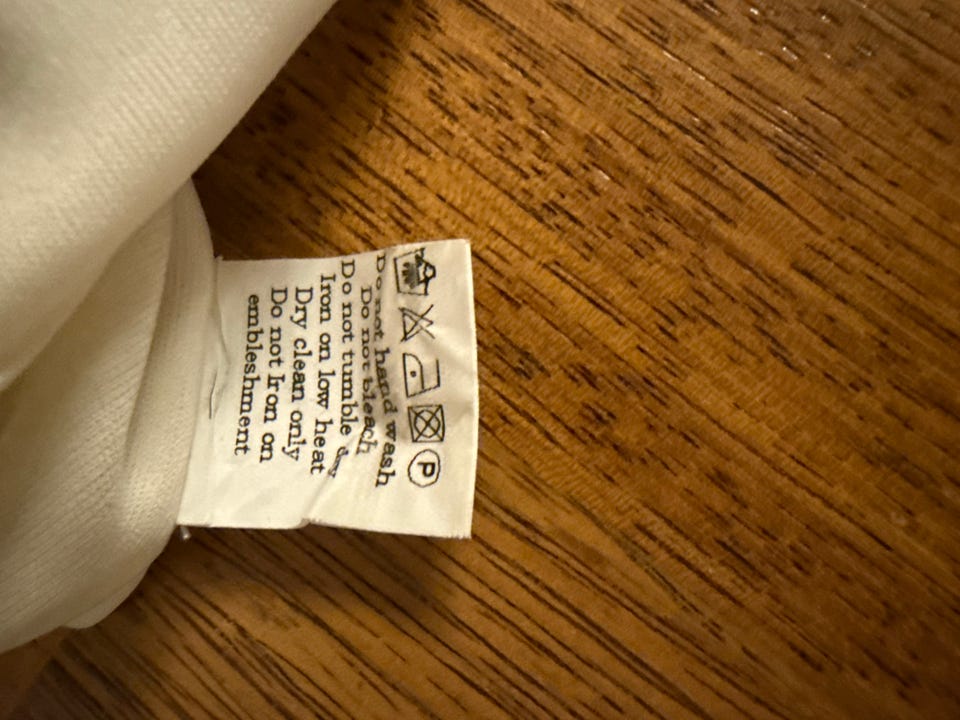 P
Do not hand wash
Do not bleach
Do not tumble dry
Iron on low heat
Dry clean only
Do not Iron on
embleshment